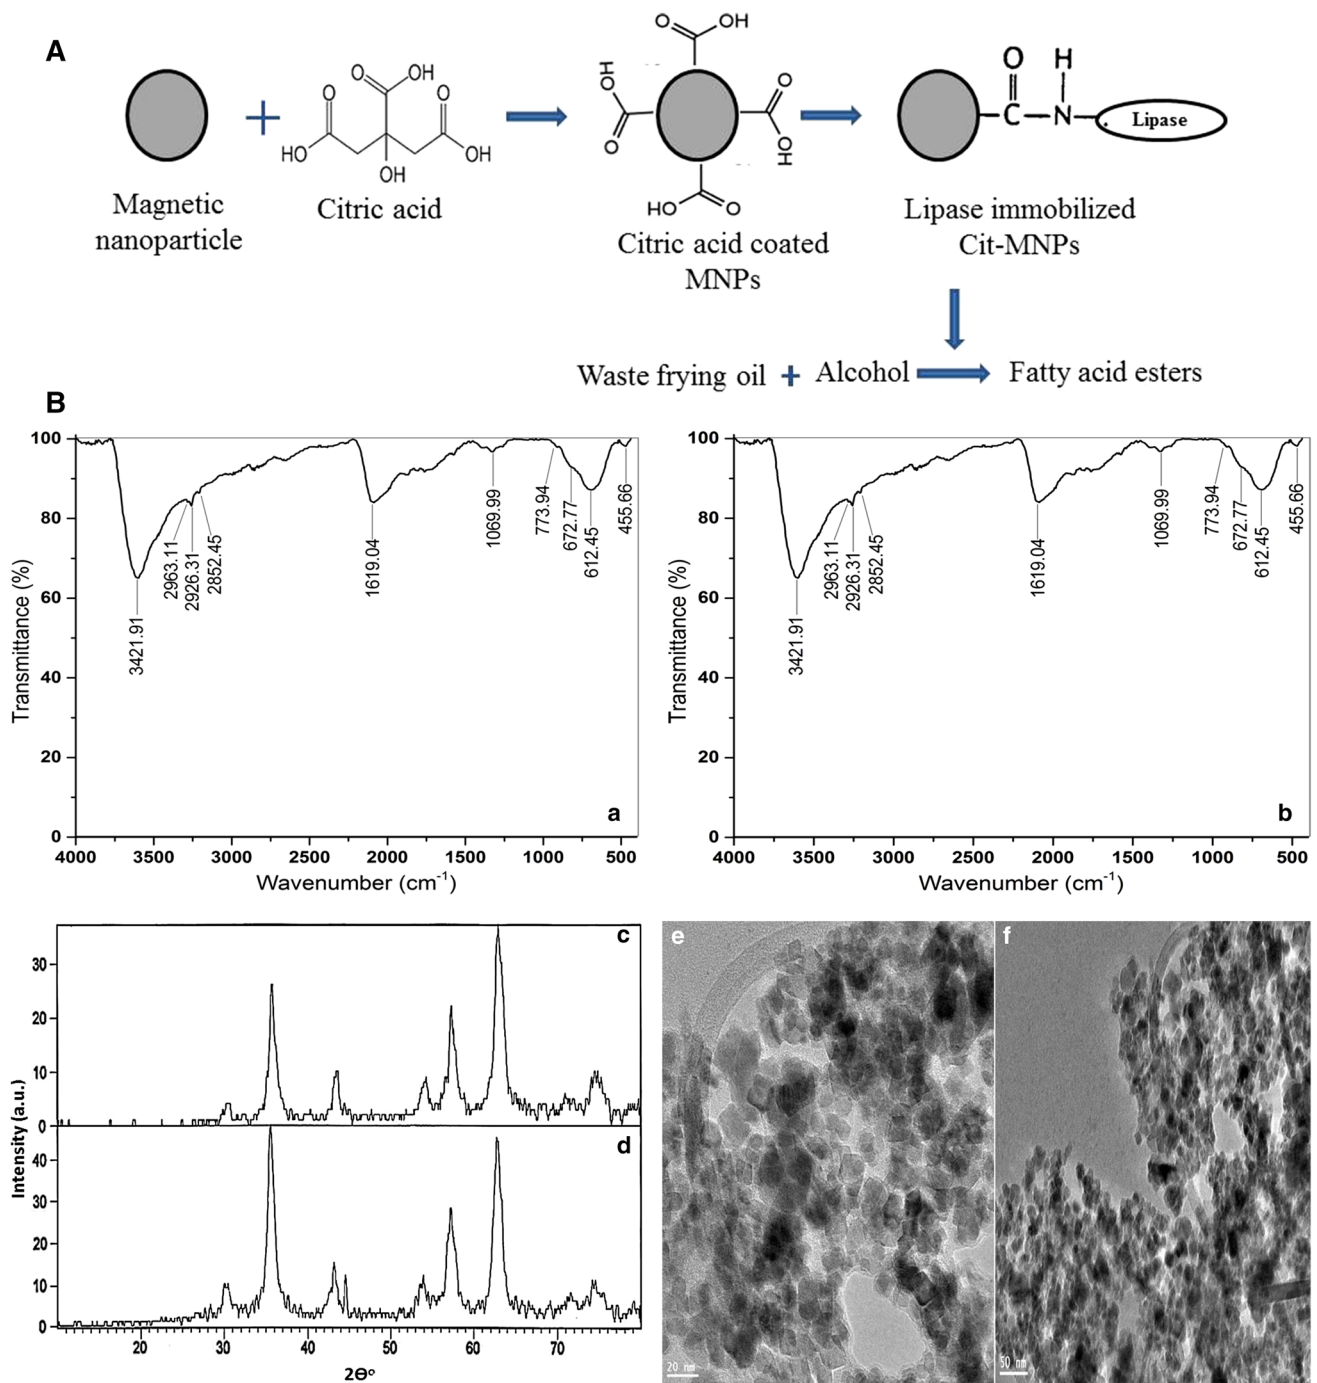 A
O
OH
O
OH
O
O
HO
OH
OH
HO
O
O
OH
HO
O
O
H
C
N
Lipase
Magnetic
nanoparticle
Citric acid
Citric acid coated
MNPs
Lipase immobilized
Cit-MNPs
Waste frying oil + Alcohol
Fatty acid esters
B
Transmittance (%)
100
80
60
40
20
0
3421.91
2963.11
2926.31
2852.45
1619.04
1069.99
773.94
672.77
612.45
455.66
a
4000 3500 3000 2500 2000 1500 1000 500
Wavenumber (cm-1)
Transmittance (%)
100
80
60
40
20
0
3421.91
2963.11
2926.31
2852.45
1619.04
1069.99
773.94
672.77
612.45
455.66
b
4000 3500 3000 2500 2000 1500 1000 500
Wavenumber (cm-1)
Intensity (a.u.)
c
30
20
10
0
d
40
30
20
10
0
20 30 40 50 60 70
2Θ°
e
20 nm
f
50 nm